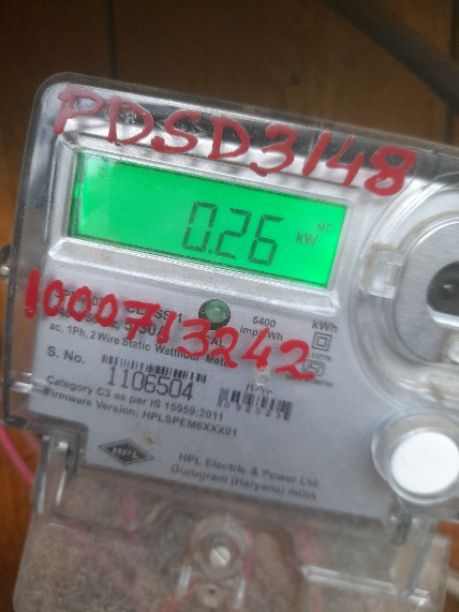 PDSD3148
0.26 kW MD
1000713242
6400
imp/kWh
kWh
ac, 1Ph, 2 Wire Static Watthour
S. No.
1106504
Category C3 as per IS 15959:2011
Firmware Version: HPLSPEM6XXX01
HPL
HPL Electric & Power Ltd.
Gurugram (Haryana) INDIA